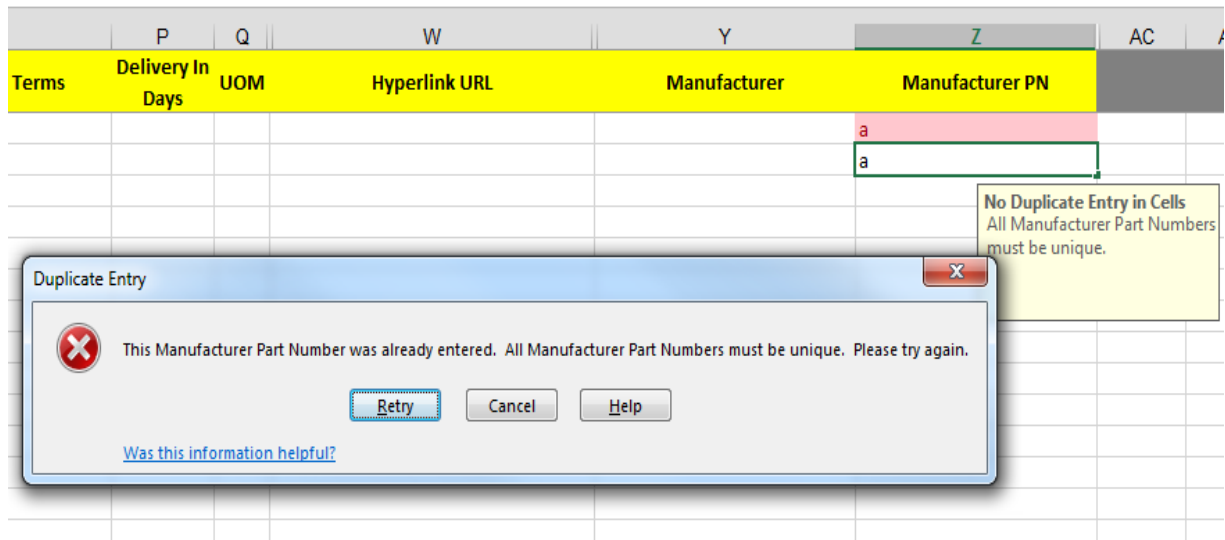 P Q W Y Z AC
Terms Delivery In Days UOM Hyperlink URL Manufacturer Manufacturer PN
a
a
No Duplicate Entry in Cells
All Manufacturer Part Numbers
must be unique.
Duplicate Entry
This Manufacturer Part Number was already entered. All Manufacturer Part Numbers must be unique. Please try again.
Retry Cancel Help
Was this information helpful?